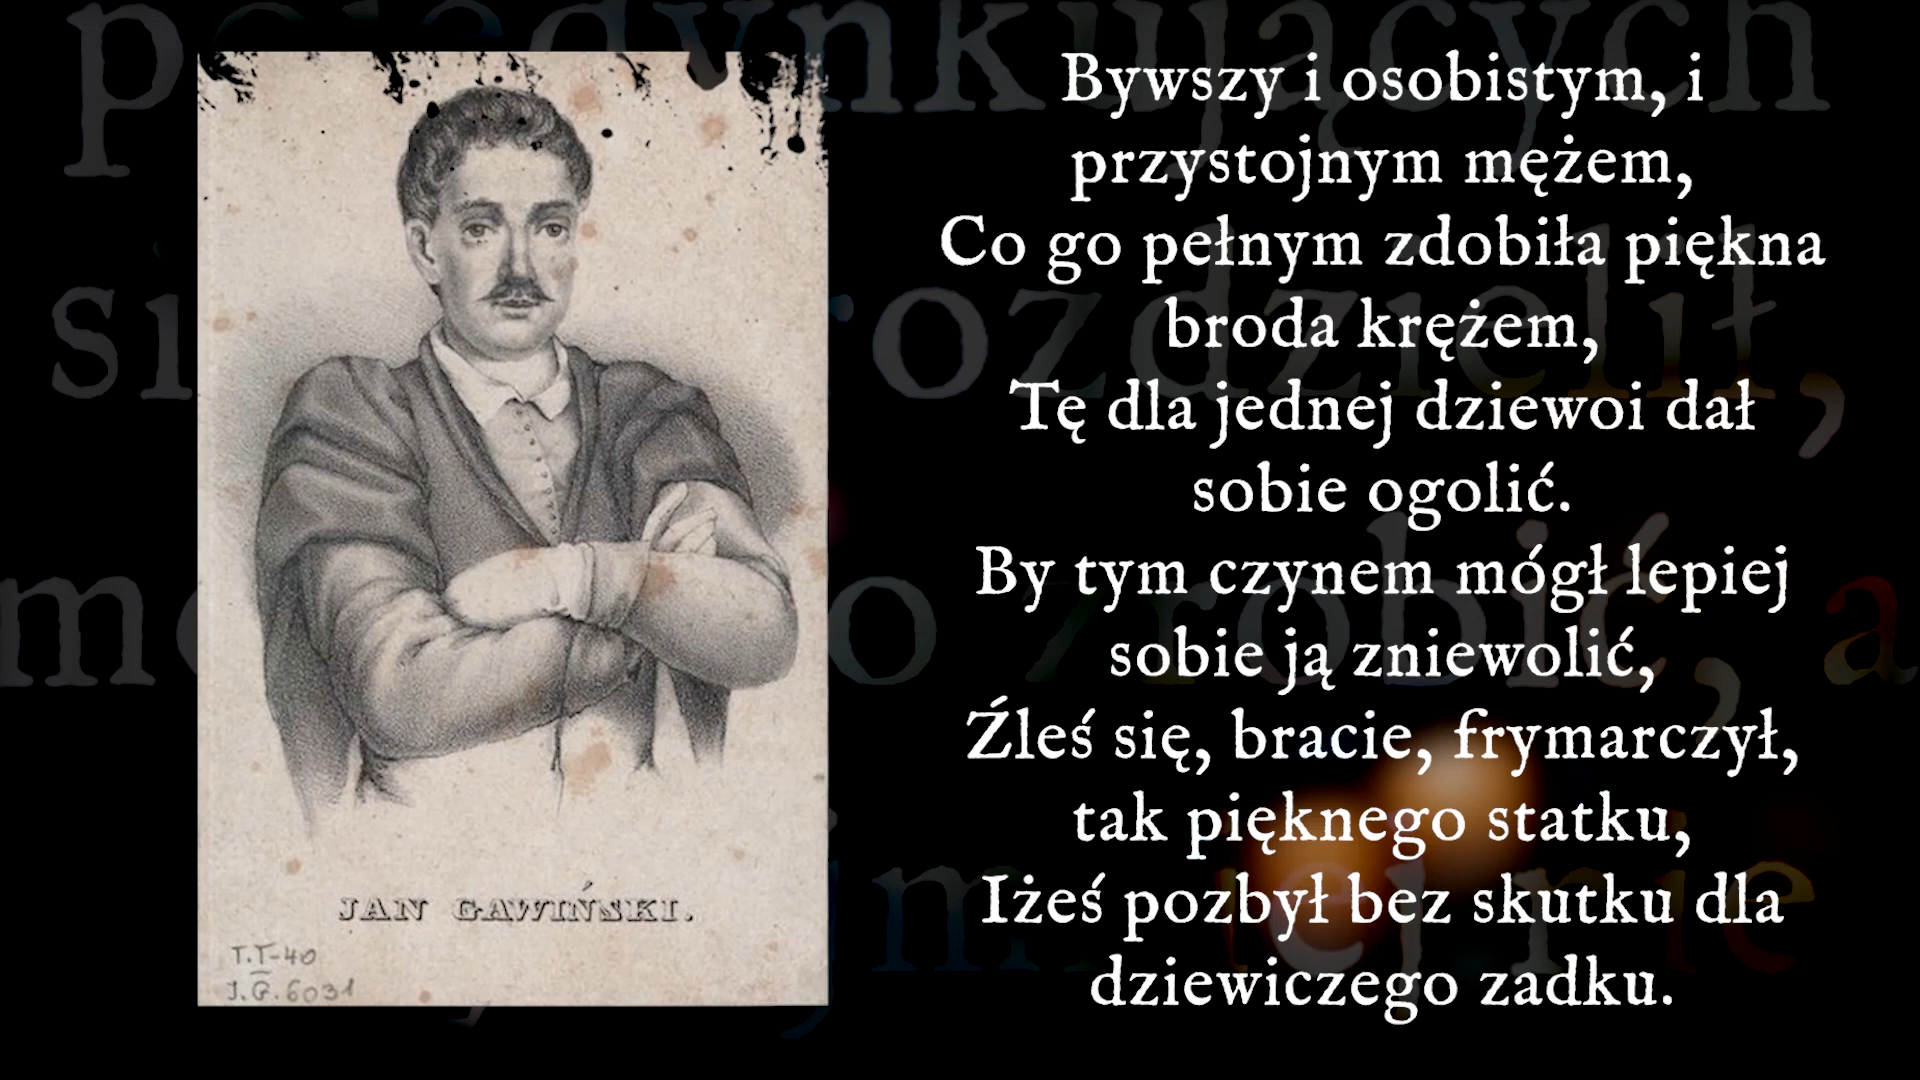 Bywszy i osobistym, i
przystojnym mężem,
Co go pełnym zdobiła piękna
broda krężem,
Tę dla jednej dziewoi dał
sobie ogolić.
By tym czynem mógł lepiej
sobie ją zniewolić,
Źleś się, bracie, frymarczył,
tak pięknego statku,
Iżeś pozbył bez skutku dla
dziewiczego zadku.
JAN GAWIŃSKI.
T.T-40
J.G.6031